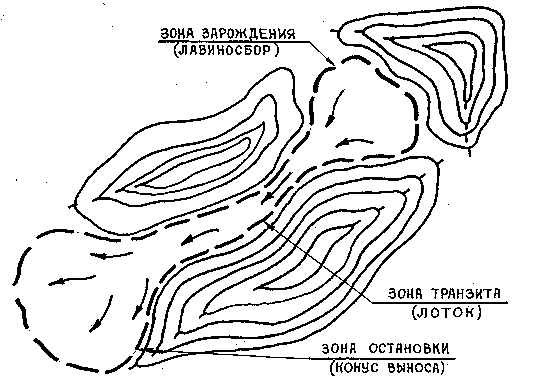 ЗОНА ЗАРОЖДЕНИЯ
(ЛАВИНОСБОР)
ЗОНА ТРАНЗИТА
(ЛОТОК)
ЗОНА ОСТАНОВКИ
(КОНУС ВЫНОСА)